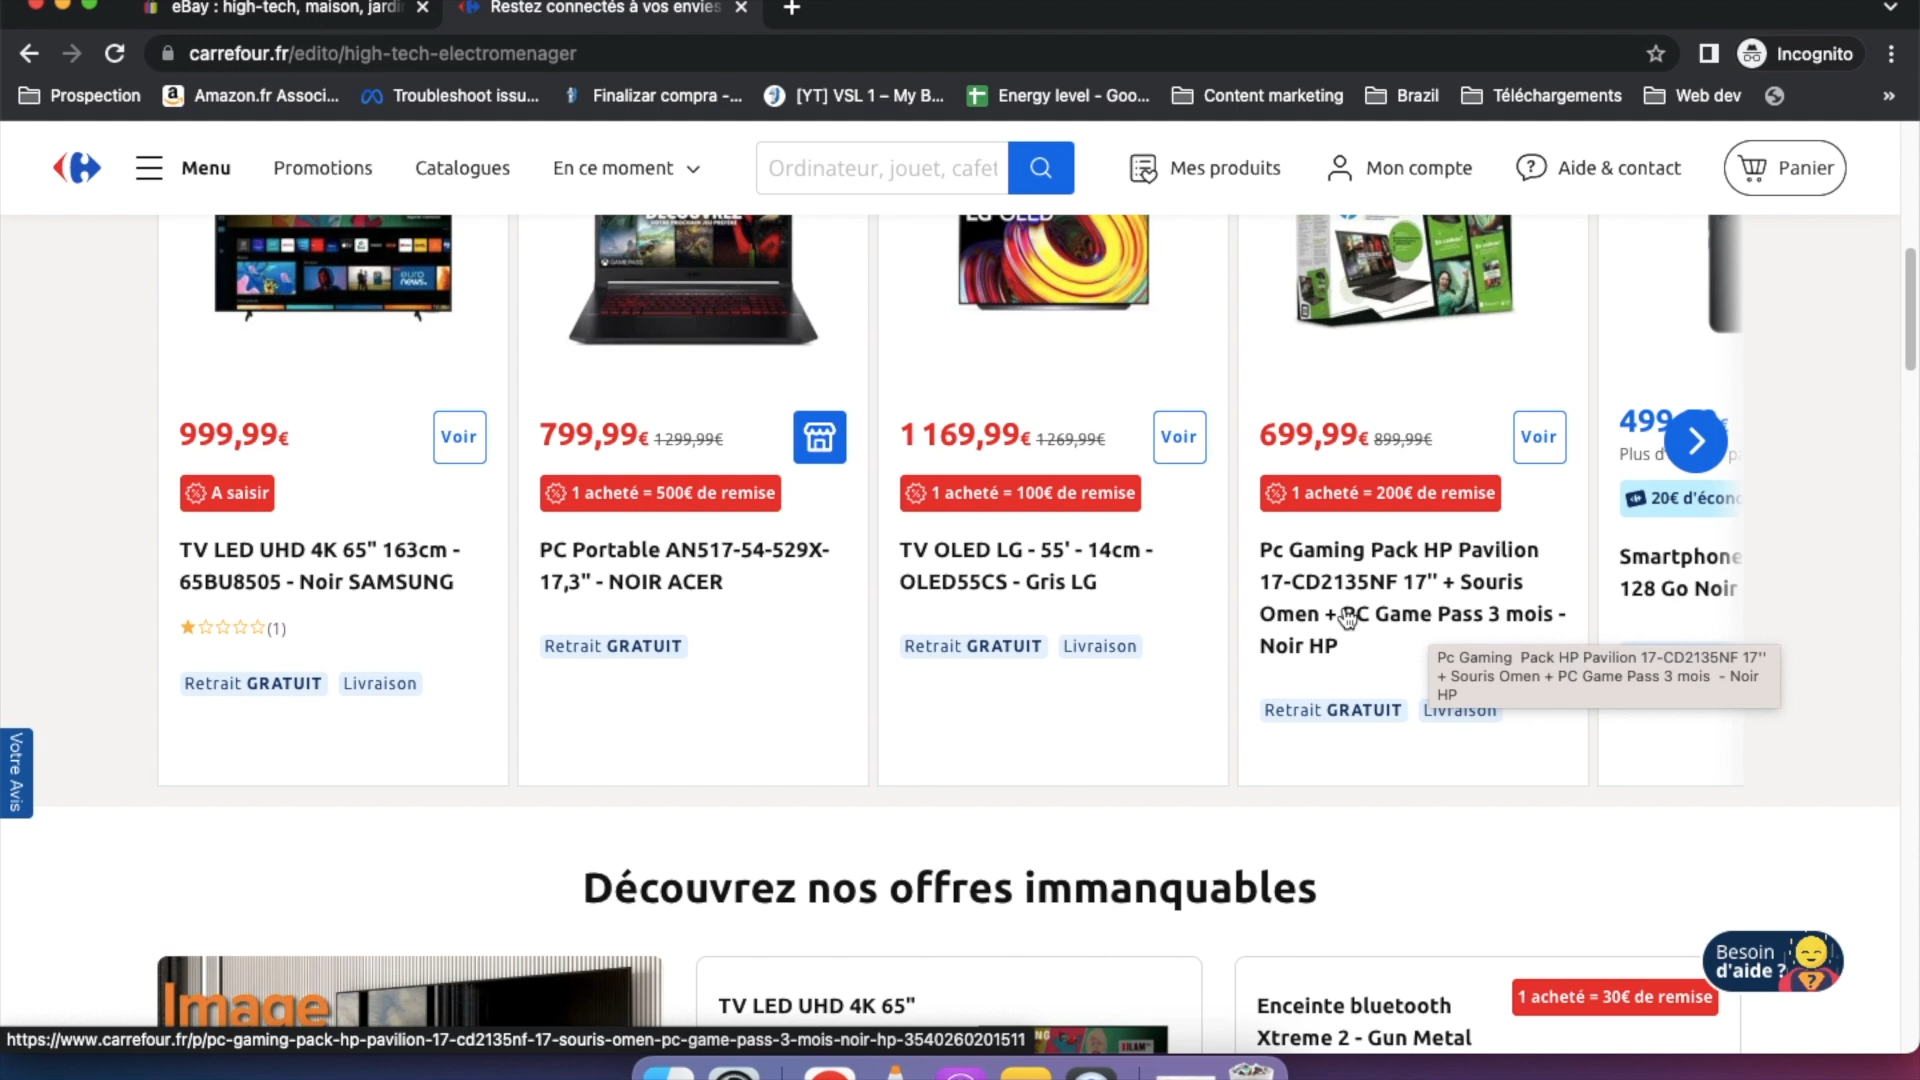 eBay : high-tech, maison, jardi
Restez connectés à vos envies
carrefour.fr/edito/high-tech-electromenager
Incognito
Prospection
Amazon.fr Associ...
Troubleshoot issu...
Finalizar compra -...
[YT] VSL 1 – My B...
Energy level - Goo...
Content marketing
Brazil
Téléchargements
Web dev
»
Menu
Promotions
Catalogues
En ce moment
Ordinateur, jouet, cafet
Mes produits
Mon compte
Aide & contact
Panier
euro
news.
DÉCOUVREZ
GAME PASS
LG OLED
999,99€
Voir
A saisir
TV LED UHD 4K 65" 163cm -
65BU8505 - Noir SAMSUNG
(1)
Retrait GRATUIT
Livraison
799,99€ 1 299,99€
1 acheté = 500€ de remise
PC Portable AN517-54-529X-
17,3" - NOIR ACER
Retrait GRATUIT
1 169,99€ 1 269,99€
Voir
1 acheté = 100€ de remise
TV OLED LG - 55' - 14cm -
OLED55CS - Gris LG
Retrait GRATUIT
Livraison
699,99€ 899,99€
Voir
1 acheté = 200€ de remise
Pc Gaming Pack HP Pavilion
17-CD2135NF 17'' + Souris
Omen + PC Game Pass 3 mois -
Noir HP
Retrait GRATUIT
Livraison
Pc Gaming  Pack HP Pavilion 17-CD2135NF 17''
+ Souris Omen + PC Game Pass 3 mois  - Noir
HP
499
€
Plus d
20€ d'écon
Smartphone
128 Go Noir
Votre Avis
Découvrez nos offres immanquables
Image
TV LED UHD 4K 65"
Enceinte bluetooth
Xtreme 2 - Gun Metal
1 acheté = 30€ de remise
Besoin
d'aide ?
https://www.carrefour.fr/p/pc-gaming-pack-hp-pavilion-17-cd2135nf-17-souris-omen-pc-game-pass-3-mois-noir-hp-3540260201511